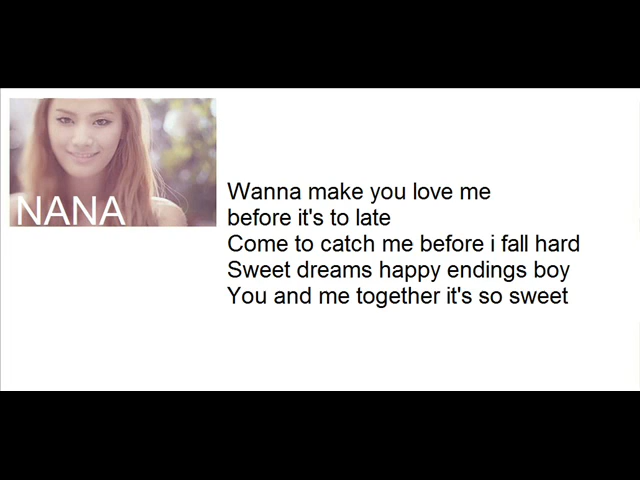 NANA
Wanna make you love me
before it's to late
Come to catch me before i fall hard
Sweet dreams happy endings boy
You and me together it's so sweet